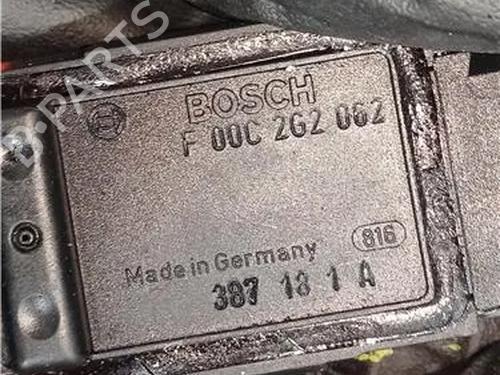 B-PARTS
BOSCH
F 00C 2G2 062
Made in Germany
816
387 18 1 A